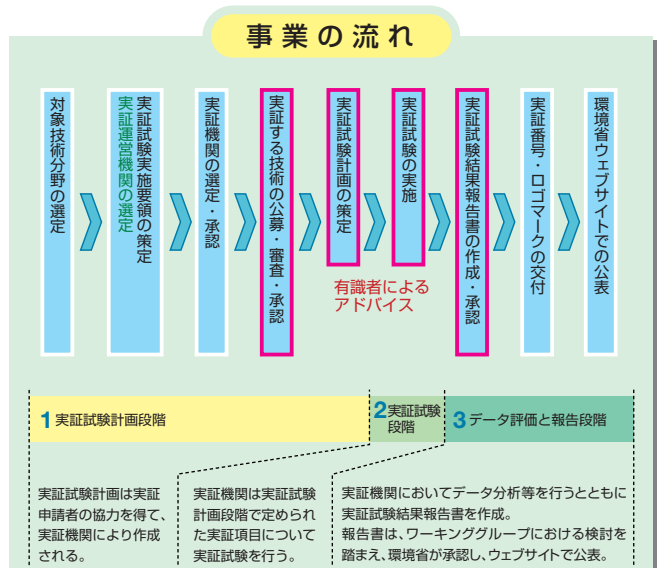 事業の流れ
対象技術分野の選定
実証試験実施要領の策定
実証運営機関の選定
実証機関の選定・承認
実証する技術の公募・審査・承認
実証試験計画の策定
実証試験の実施
実証試験結果報告書の作成・承認
実証番号・ロゴマークの交付
環境省ウェブサイトでの公表
有識者による
アドバイス
1 実証試験計画段階
2 実証試験
段階
3 データ評価と報告段階
実証試験計画は実証
申請者の協力を得て、
実証機関により作成
される。
実証機関は実証試験
計画段階で定められ
た実証項目について
実証試験を行う。
実証機関においてデータ分析等を行うとともに
実証試験結果報告書を作成。
報告書は、ワーキンググループにおける検討を
踏まえ、環境省が承認し、ウェブサイトで公表。